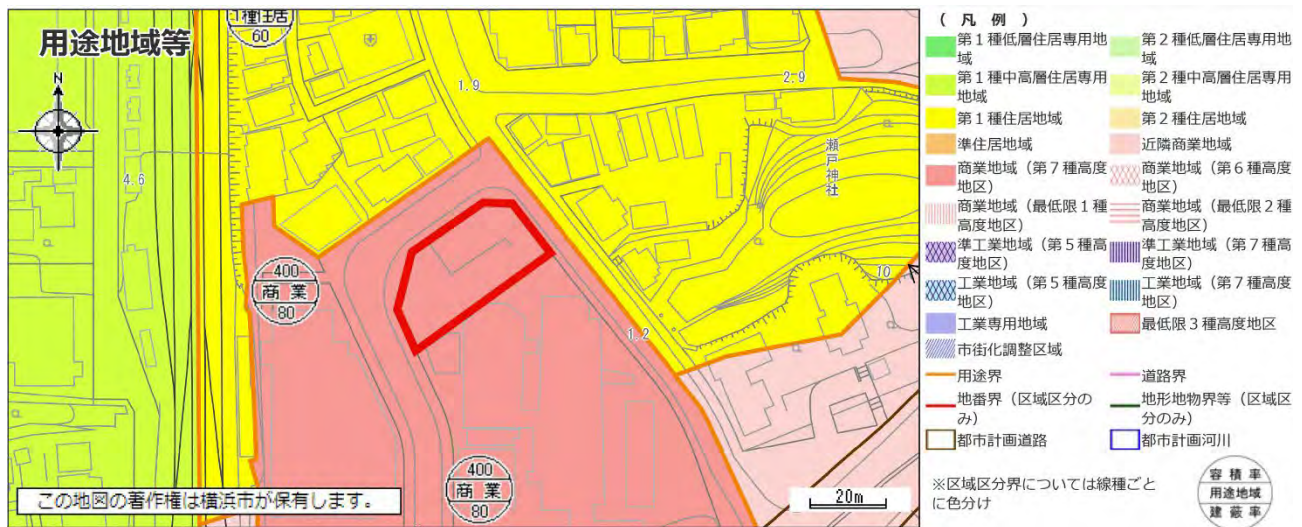 用途地域等
1種住居
60
N
4.6
1.9
2.9
瀬戸神社
10
1.2
400
商業
80
400
商業
80
この地図の著作権は横浜市が保有します。
20m
(凡例)
第1種低層住居専用地
域
第2種低層住居専用地
域
第1種中高層住居専用
地域
第2種中高層住居専用
地域
第1種住居地域
第2種住居地域
準住居地域
近隣商業地域
商業地域(第7種高度
地区)
商業地域(第6種高度
地区)
商業地域(最低限1種
高度地区)
商業地域(最低限2種
高度地区)
準工業地域(第5種高
度地区)
準工業地域(第7種高
度地区)
工業地域(第5種高度
地区)
工業地域(第7種高度
地区)
工業専用地域
最低限3種高度地区
市街化調整区域
用途界
道路界
地番界(区域区分の
み)
地形地物界等(区域区
分のみ)
都市計画道路
都市計画河川
※区域区分界については線種ごと
に色分け
容積率
用途地域
建蔽率